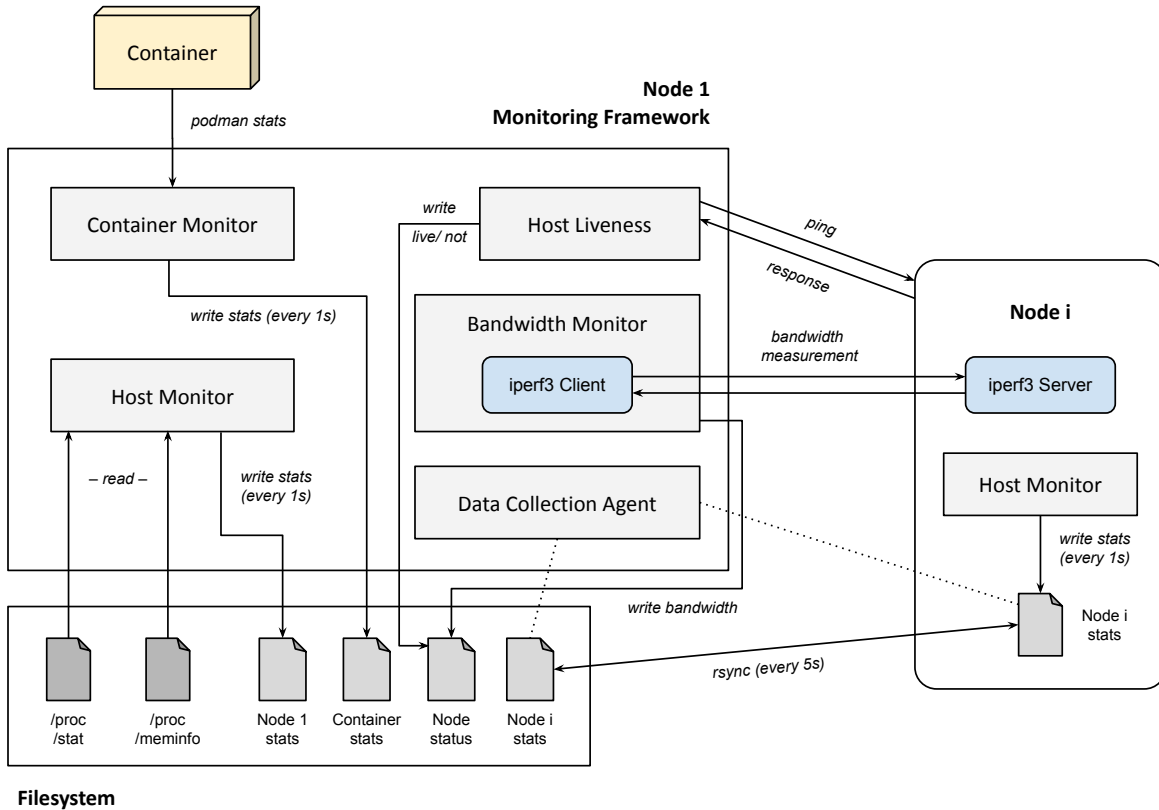 Container
podman stats
Node 1
Monitoring Framework
Container Monitor
write
live/ not
Host Liveness
ping
response
write stats (every 1s)
Bandwidth Monitor
iperf3 Client
bandwidth
measurement
Node i
iperf3 Server
Host Monitor
– read –
write stats
(every 1s)
Data Collection Agent
Host Monitor
write stats
(every 1s)
write bandwidth
Node i
stats
rsync (every 5s)
/proc
/stat
/proc
/meminfo
Node 1
stats
Container
stats
Node
status
Node i
stats
Filesystem